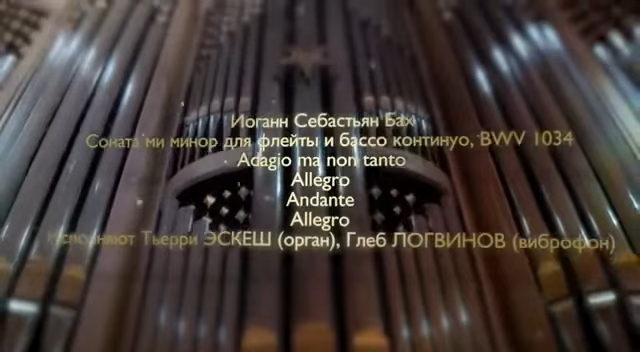 Иоганн Себастьян Бах
Соната ми минор для флейты и бассо континуо, BWV 1034
Adagio ma non tanto
Allegro
Andante
Allegro
Исполняют Тьерри ЭСКЕШ (орган), Глеб ЛОГВИНОВ (виброфон)